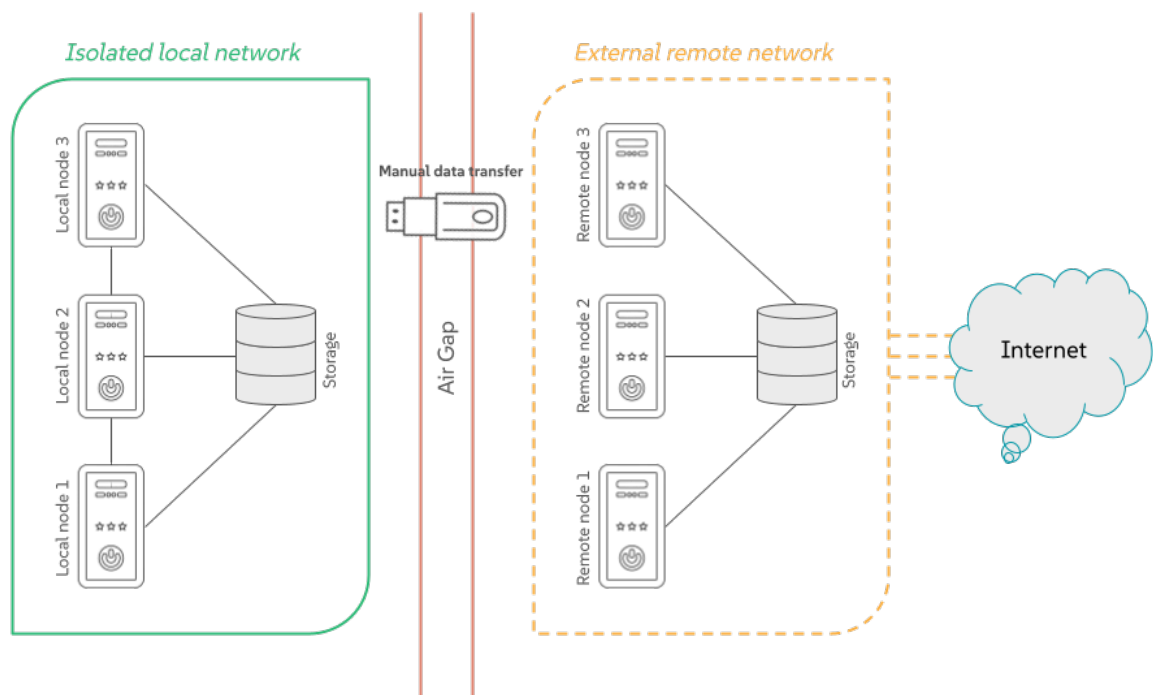 Isolated local network
External remote network
Manual data transfer
Local node 3
Local node 2
Local node 1
Storage
Air Gap
Remote node 3
Remote node 2
Remote node 1
Storage
Internet